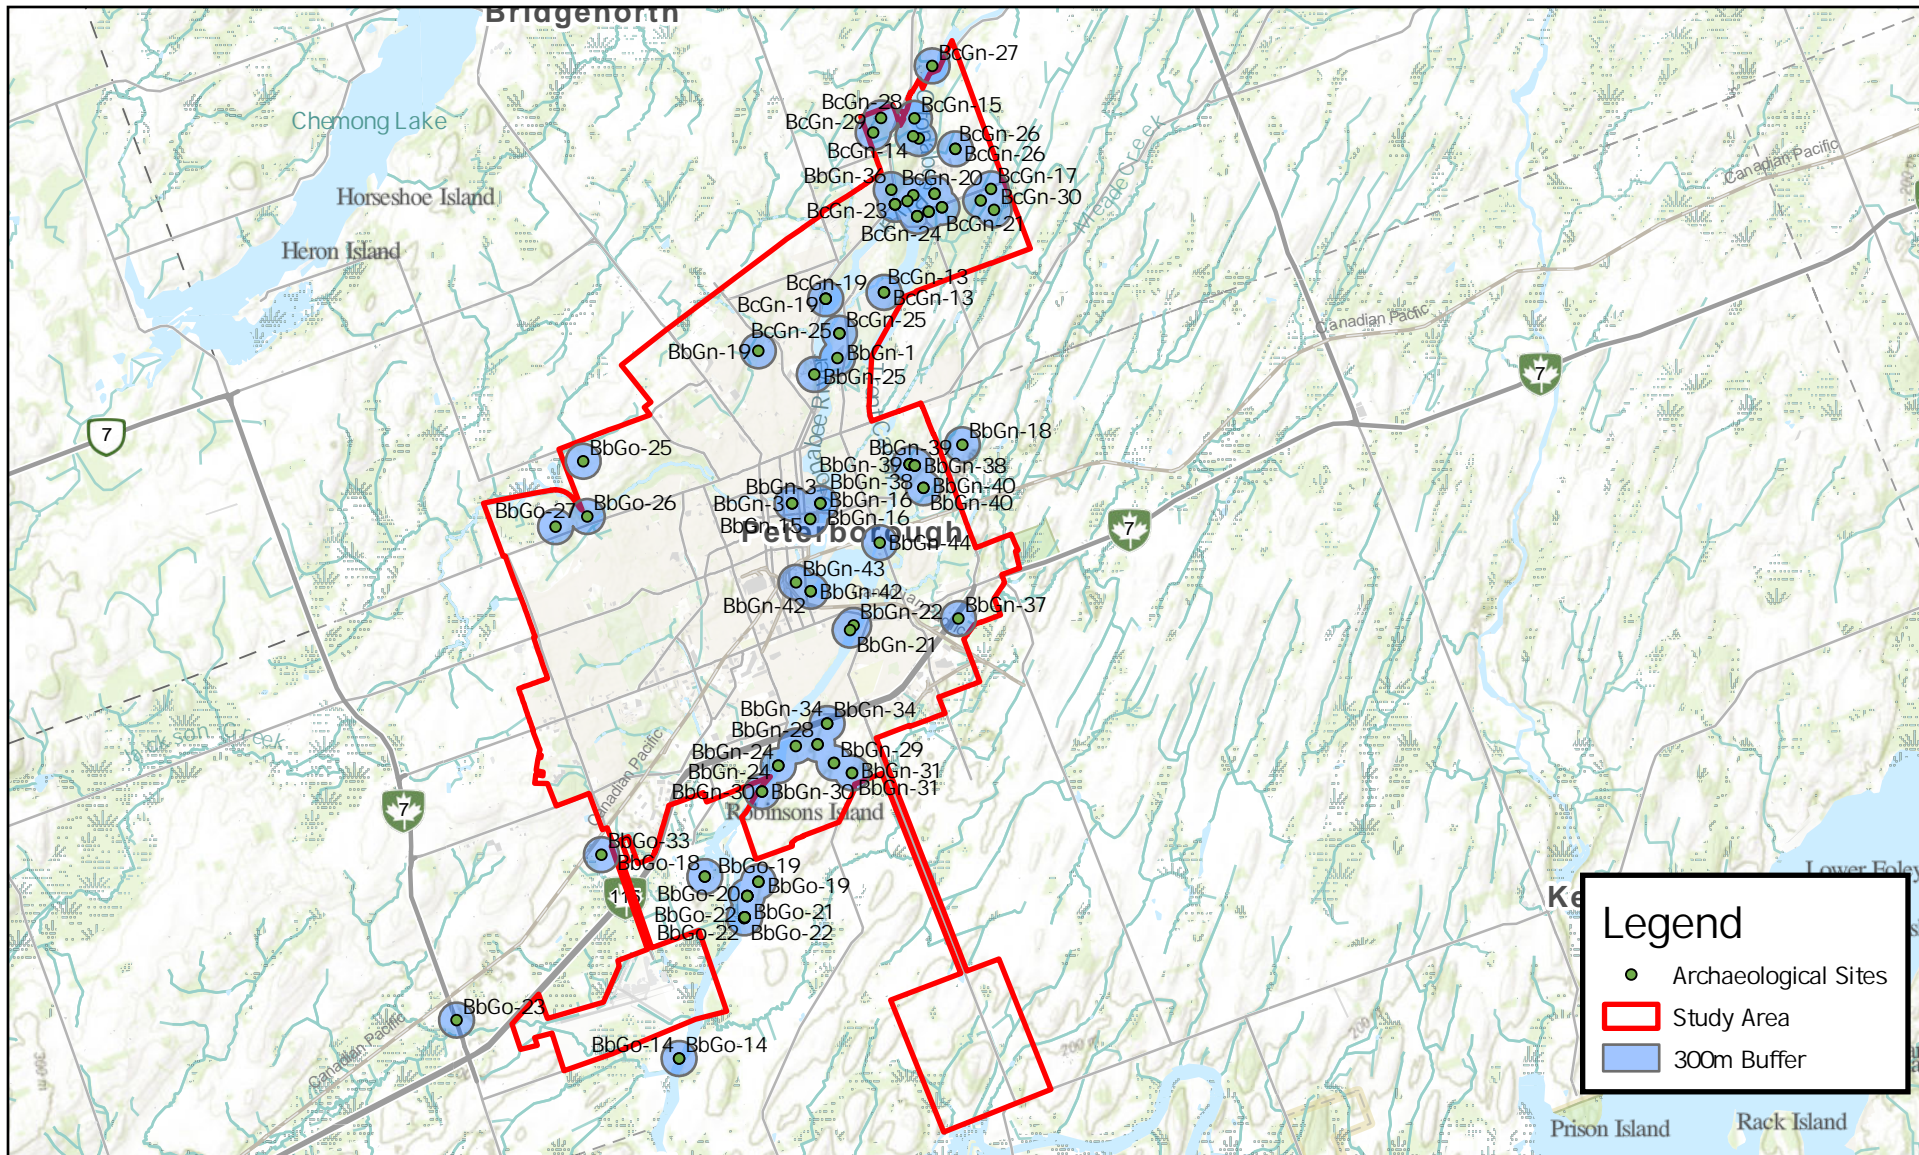 Bridgenorth
BcGn-27
BcGn-28
BcGn-15
Chemong Lake
BcGn-29
BcGn-26
BcGn-14
BcGn-26
Meade Creek
Canadian Pacific
BbGn-36
BcGn-20
BcGn-17
Horseshoe Island
BcGn-30
BcGn-23
BcGn-21
BcGn-24
Heron Island
BcGn-19
BcGn-13
BcGn-19
BcGn-13
BcGn-25
BcGn-25
Canadian Pacific
BbGn-19
BbGn-1
BbGn-25
7
7
BbGn-18
BbGo-25
BbGn-39
BbGn-39
BbGn-38
BbGn-3
BbGn-38
BbGn-40
BbGo-27
BbGo-26
BbGn-3
BbGn-16
BbGn-40
BbGn-15
BbGn-16
Peterborough
7
BbGn-44
BbGn-43
BbGn-42
BbGn-42
BbGn-22
BbGn-37
BbGn-21
BbGn-34
BbGn-34
BbGn-28
BbGn-24
BbGn-29
BbGn-24
BbGn-31
BbGn-30
BbGn-30
BbGn-31
Robinsons Island
Canadian Pacific
7
BbGo-33
BbGo-18
BbGo-19
BbGo-19
115
BbGo-20
BbGo-22
BbGo-21
BbGo-22
BbGo-22
BbGo-23
Canadian Pacific
BbGo-14
BbGo-14
300 m
200 m
Lower Foley
Ke
Legend
Archaeological Sites
Study Area
300m Buffer
Prison Island
Rack Island